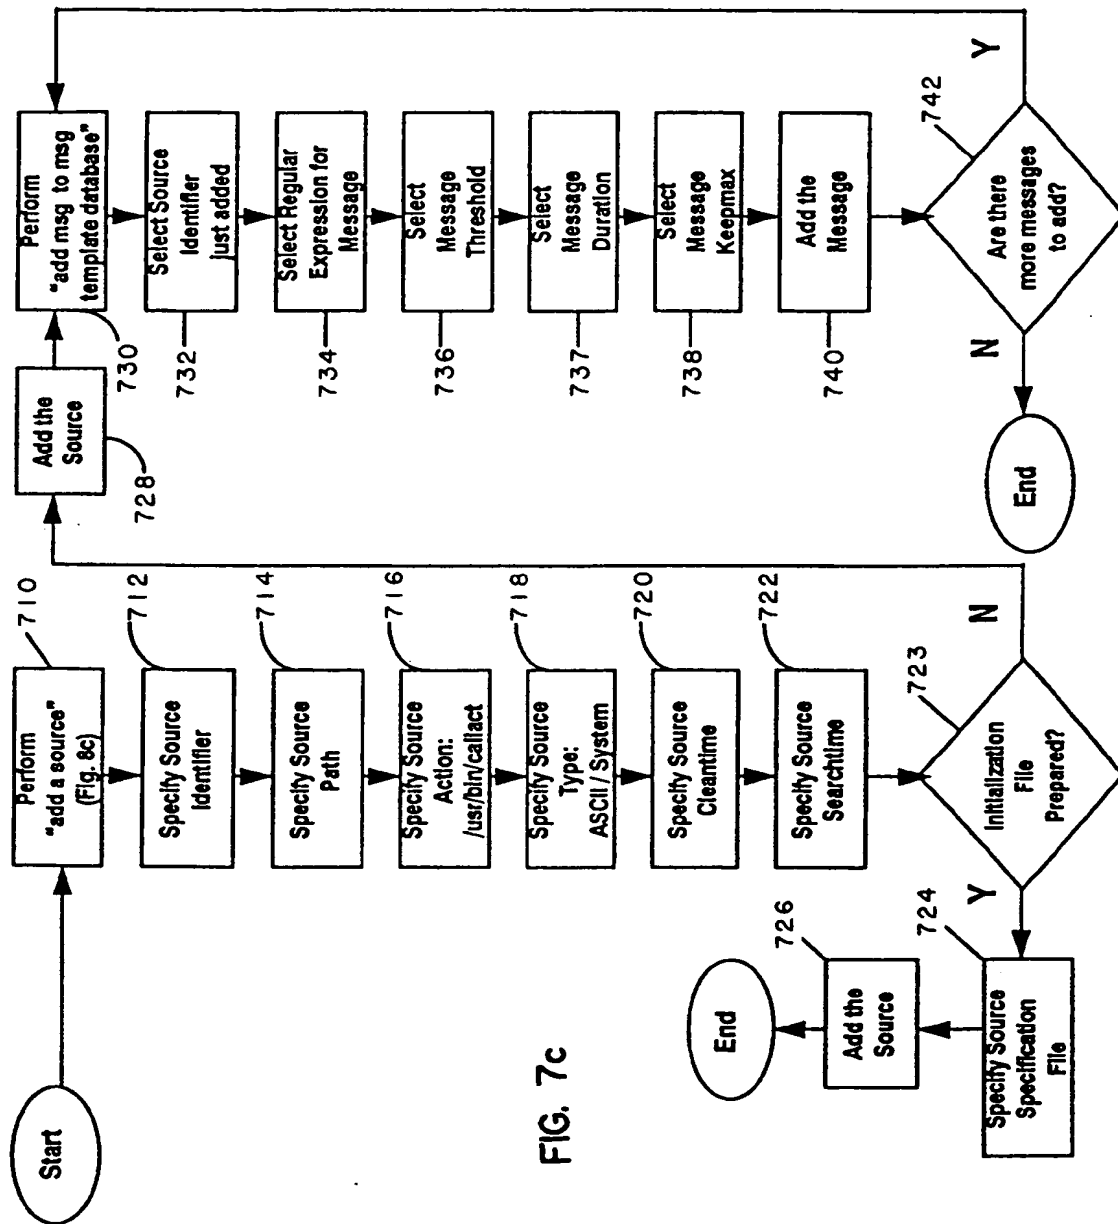 Start
Perform
"add a source"
(Fig. 8c)
710
Specify Source
Identifier
712
Specify Source
Path
714
Specify Source
Action:
/usr/bin/callact
716
Specify Source
Type:
ASCII / System
718
Specify Source
Cleantime
720
Specify Source
Searchtime
722
Initialization
File
Prepared?
723
Y
N
Specify Source
Specification
File
724
Add the
Source
726
End
Add the
Source
728
Perform
"add msg to msg
template database"
730
Select Source
Identifier
just added
732
Select Regular
Expression for
Message
734
Select
Message
Threshold
736
Select
Message
Duration
737
Select
Message
Keepmax
738
Add the
Message
740
Are there
more messages
to add?
742
Y
N
End
FIG. 7c